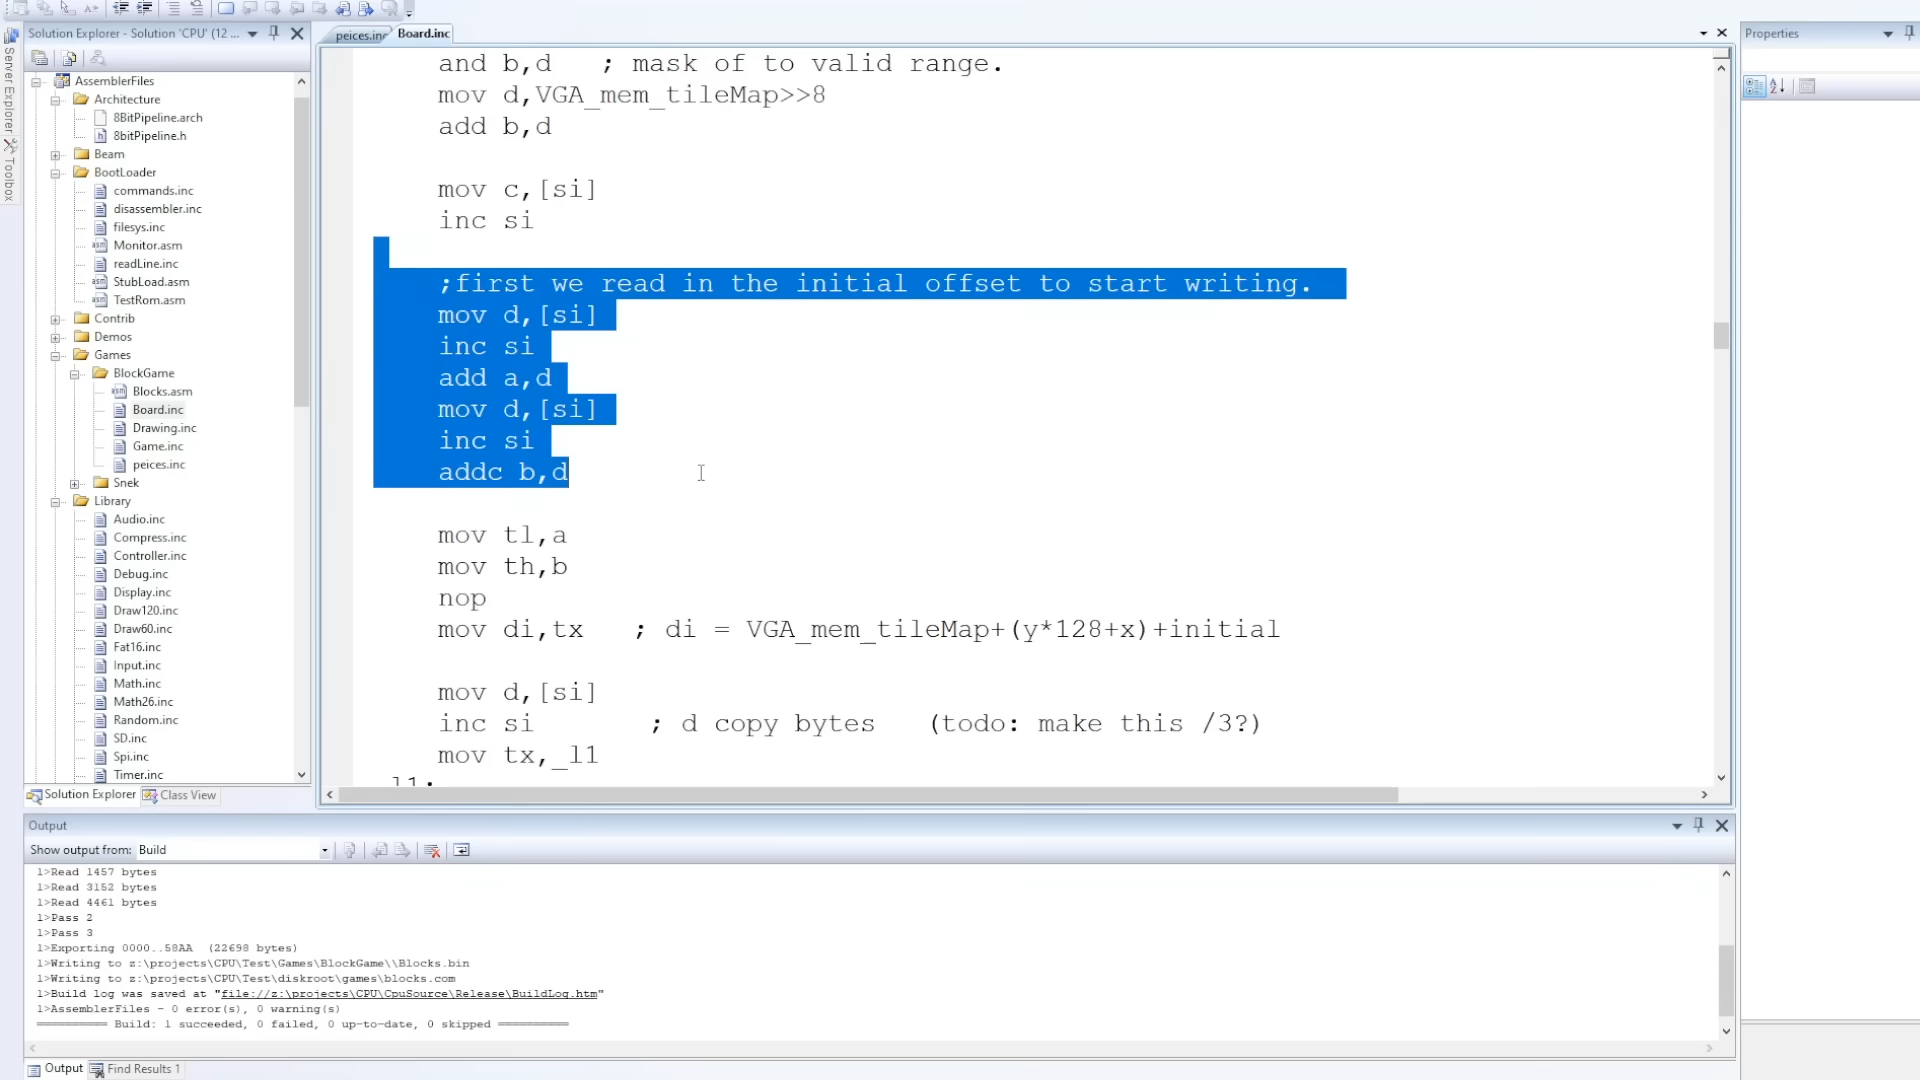 Solution Explorer - Solution 'CPU' (12 ...
Server Explorer
Toolbox
AssemblerFiles
Architecture
8BitPipeline.arch
8bitPipeline.h
Beam
BootLoader
commands.inc
disassembler.inc
filesys.inc
Monitor.asm
readLine.inc
StubLoad.asm
TestRom.asm
Contrib
Demos
Games
BlockGame
Blocks.asm
Board.inc
Drawing.inc
Game.inc
peices.inc
Snek
Library
Audio.inc
Compress.inc
Controller.inc
Debug.inc
Display.inc
Draw120.inc
Draw60.inc
Fat16.inc
Input.inc
Math.inc
Math26.inc
Random.inc
SD.inc
Spi.inc
Timer.inc
Solution Explorer Class View
peices.inc Board.inc
and b,d ; mask of to valid range.
mov d,VGA_mem_tileMap>>8
add b,d
mov c,[si]
inc si
;first we read in the initial offset to start writing.
mov d,[si]
inc si
add a,d
mov d,[si]
inc si
addc b,d
mov tl,a
mov th,b
nop
mov di,tx ; di = VGA_mem_tileMap+(y*128+x)+initial
mov d,[si]
inc si ; d copy bytes (todo: make this /3?)
mov tx,_l1
Properties
Output
Show output from: Build
1>Read 1457 bytes
1>Read 3152 bytes
1>Read 4461 bytes
1>Pass 2
1>Pass 3
1>Exporting 0000..58AA (22698 bytes)
1>Writing to z:\projects\CPU\Test\Games\BlockGame\\Blocks.bin
1>Writing to z:\projects\CPU\Test\diskroot\games\blocks.com
1>Build log was saved at "file://z:\projects\CPU\CpuSource\Release\BuildLog.htm"
1>AssemblerFiles - 0 error(s), 0 warning(s)
========== Build: 1 succeeded, 0 failed, 0 up-to-date, 0 skipped ==========
Output Find Results 1